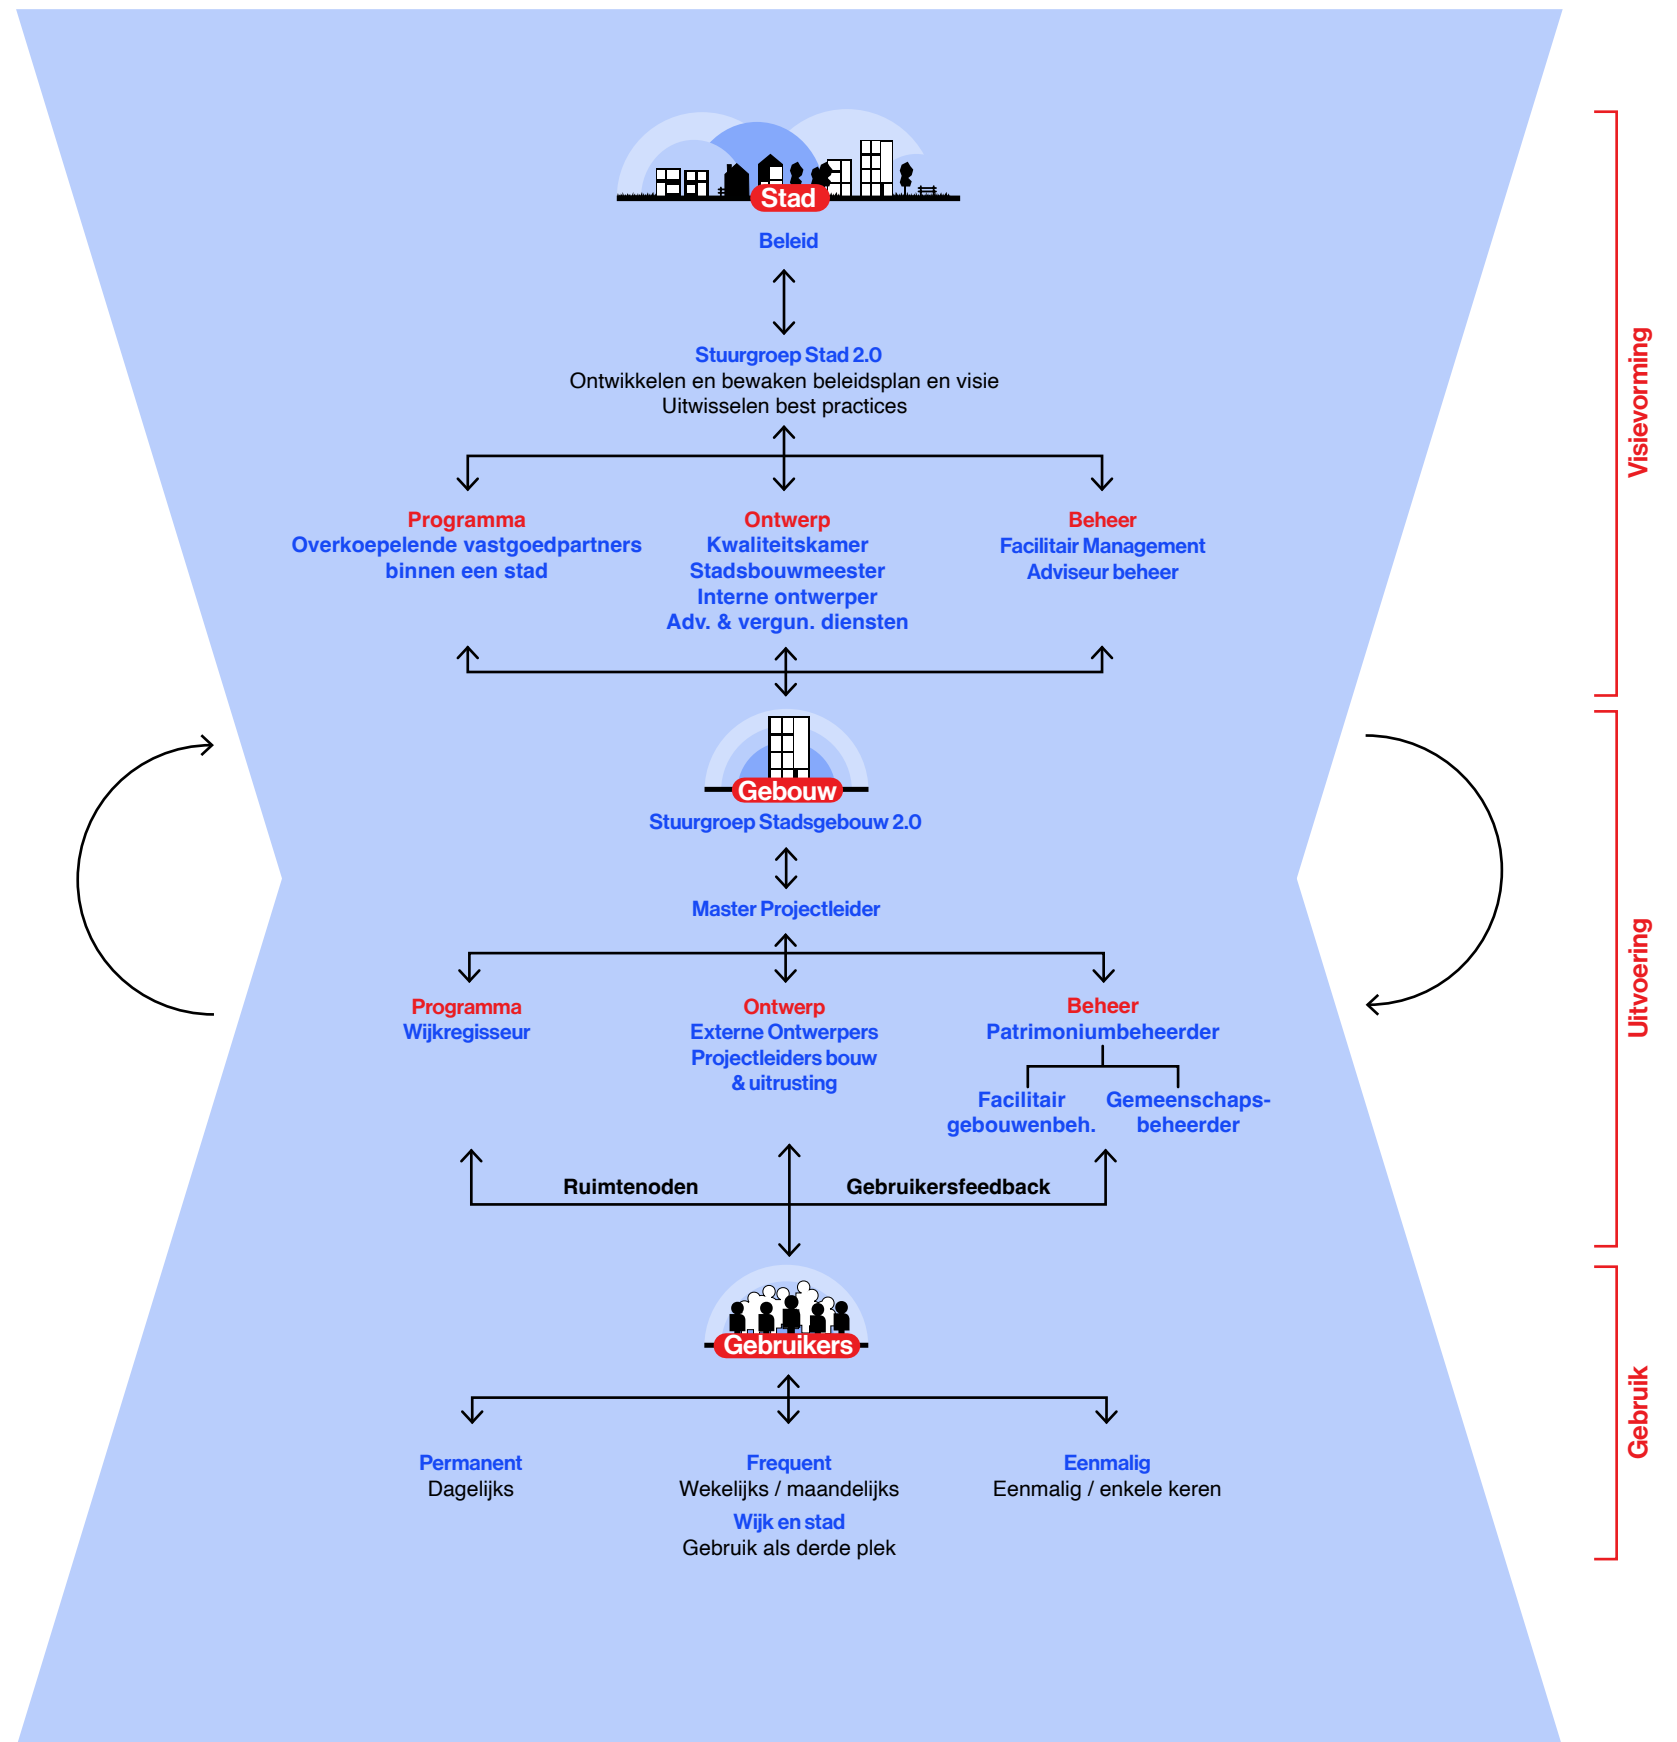 Stad
Beleid
Stuurgroep Stad 2.0
Ontwikkelen en bewaken beleidsplan en visie
Uitwisselen best practices
Programma
Overkoepelende vastgoedpartners
binnen een stad
Ontwerp
Kwaliteitskamer
Stadsbouwmeester
Interne ontwerper
Adv. & vergun. diensten
Beheer
Facilitair Management
Adviseur beheer
Visievorming
Gebouw
Stuurgroep Stadsgebouw 2.0
Master Projectleider
Programma
Wijkregisseur
Ontwerp
Externe Ontwerpers
Projectleiders bouw
& uitrusting
Beheer
Patrimoniumbeheerder
Facilitair
gebouwenbeh.
Gemeenschaps-
beheerder
Ruimtenoden
Gebruikersfeedback
Uitvoering
Gebruikers
Permanent
Dagelijks
Frequent
Wekelijks / maandelijks
Wijk en stad
Gebruik als derde plek
Eenmalig
Eenmalig / enkele keren
Gebruik